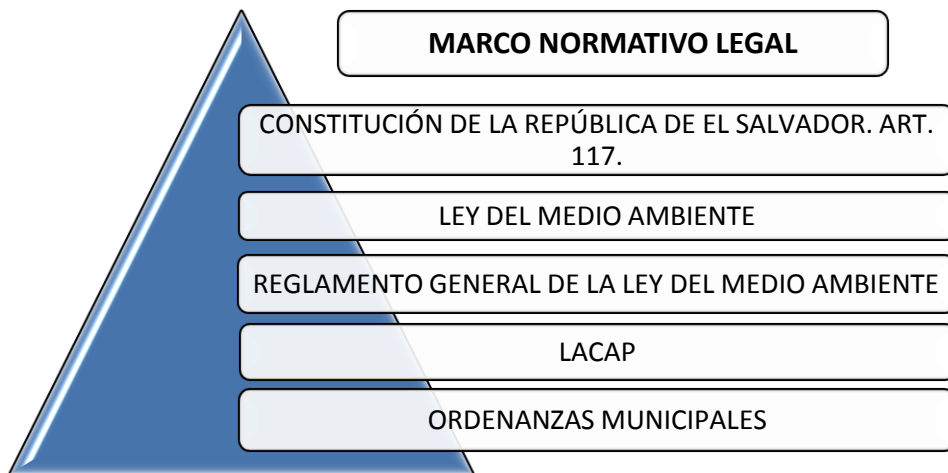 MARCO NORMATIVO LEGAL
CONSTITUCIÓN DE LA REPÚBLICA DE EL SALVADOR. ART.
117.
LEY DEL MEDIO AMBIENTE
REGLAMENTO GENERAL DE LA LEY DEL MEDIO AMBIENTE
LACAP
ORDENANZAS MUNICIPALES